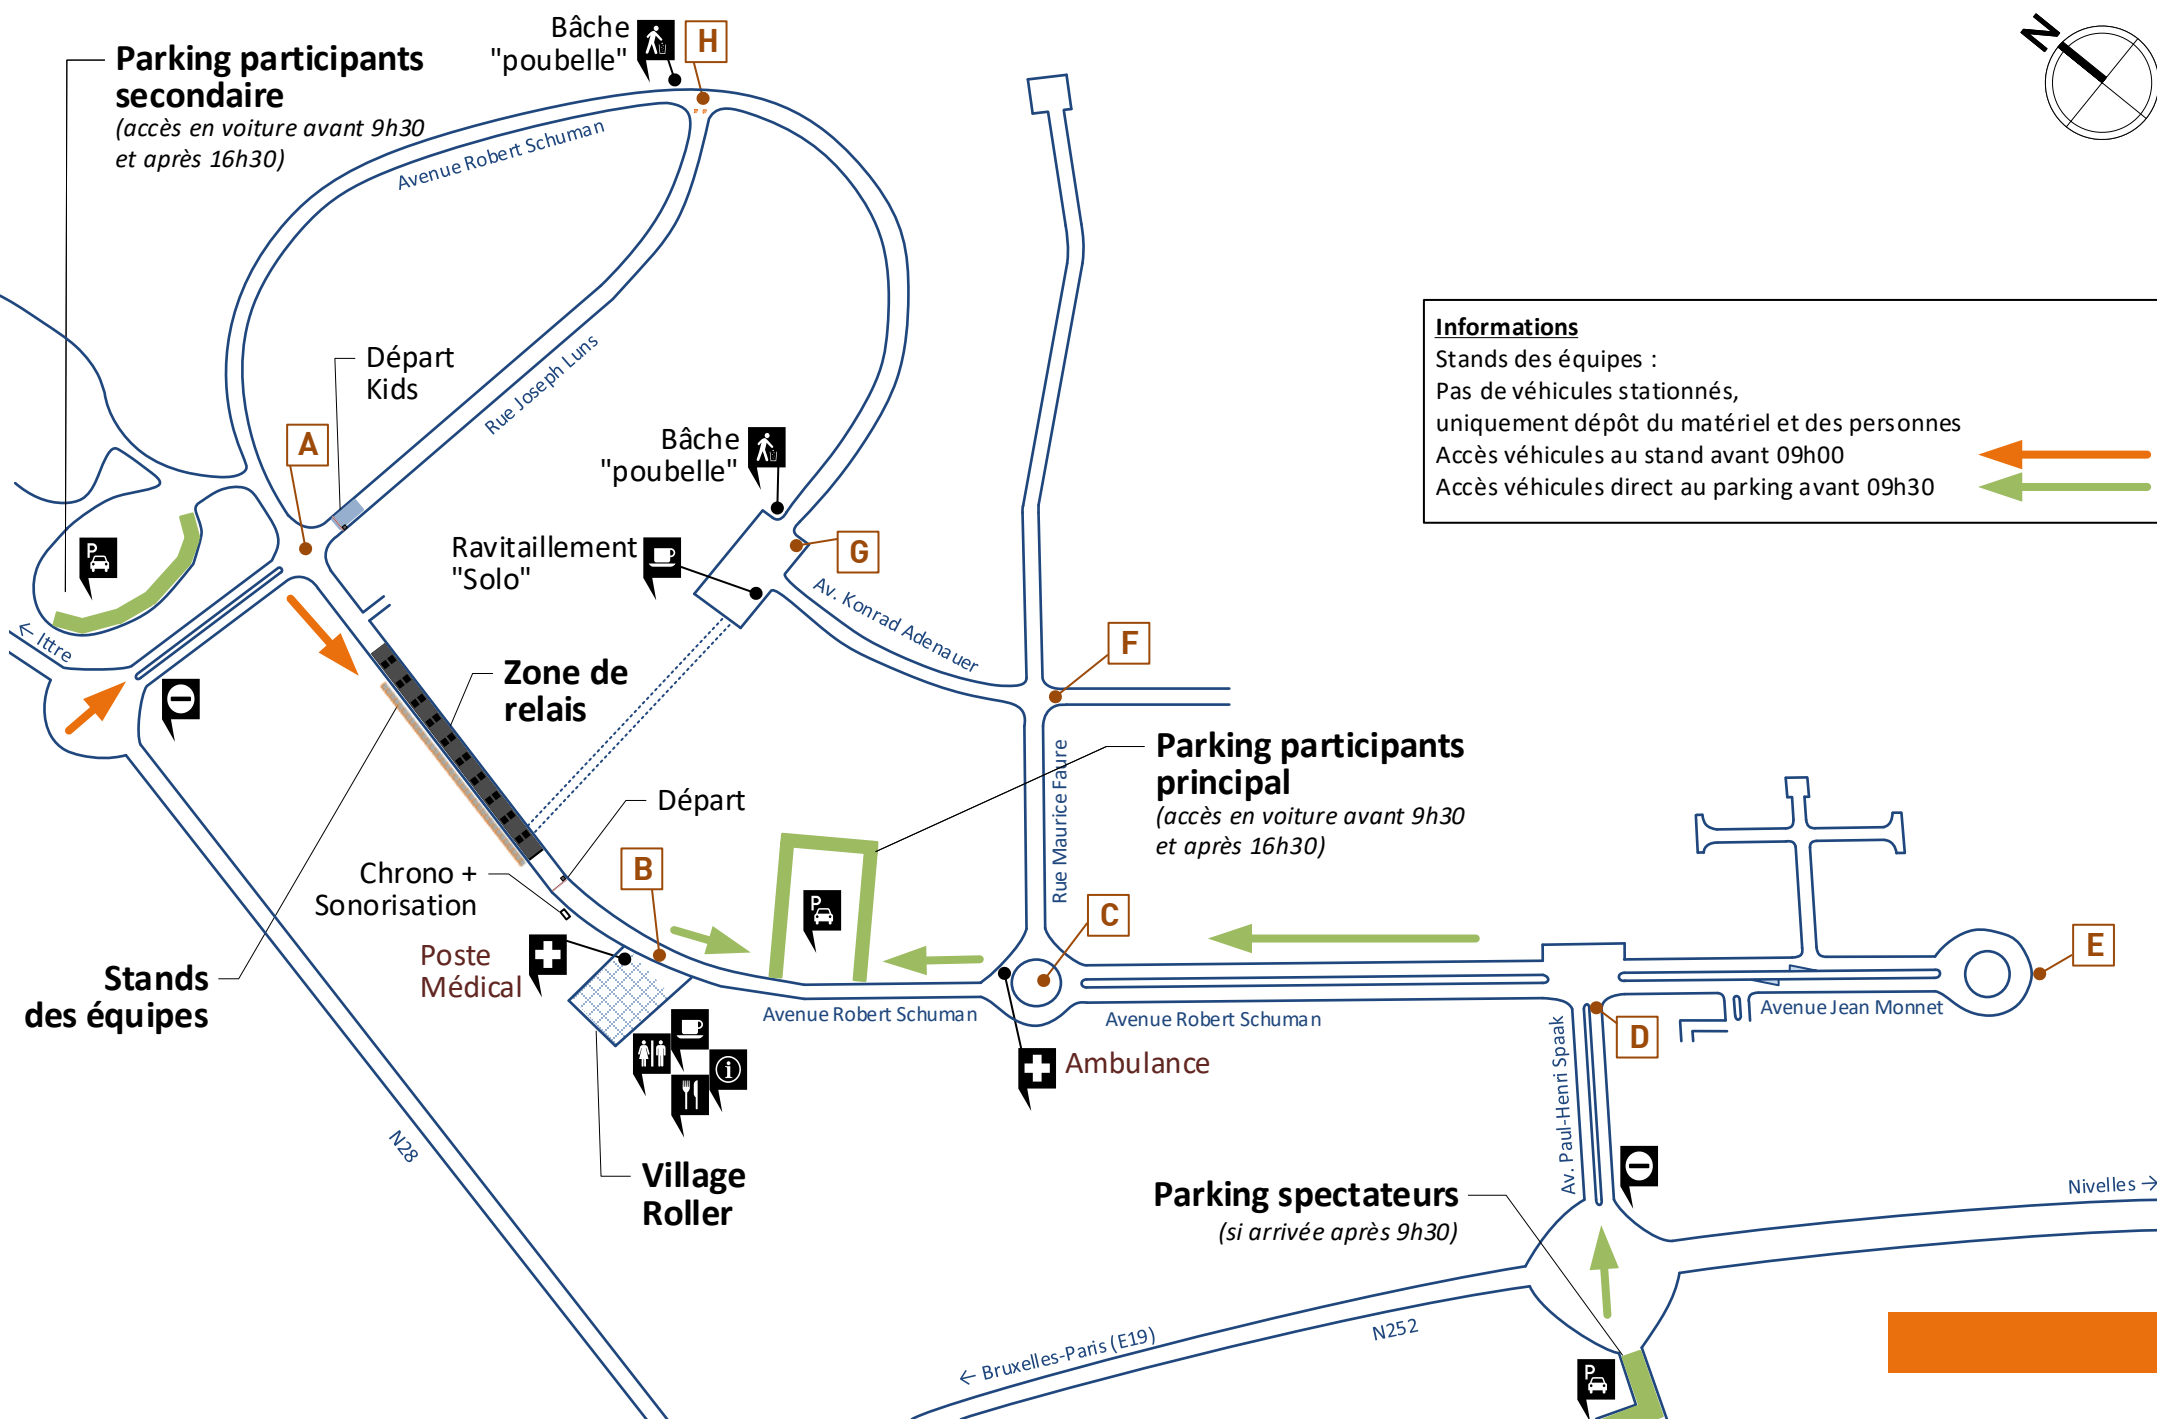 Bâche
"poubelle"
H
N
Parking participants
secondaire
(accès en voiture avant 9h30
et après 16h30)
Avenue Robert Schuman
Informations
Stands des équipes :
Pas de véhicules stationnés,
uniquement dépôt du matériel et des personnes
Accès véhicules au stand avant 09h00
Accès véhicules direct au parking avant 09h30
Départ
Kids
Rue Joseph Luns
A
Bâche
"poubelle"
P
Ravitaillement
"Solo"
G
Av. Konrad Adenauer
← Ittre
F
Zone de
relais
Parking participants
principal
(accès en voiture avant 9h30
et après 16h30)
Rue Maurice Faure
Départ
Chrono +
Sonorisation
B
P
C
Poste
Médical
E
Stands
des équipes
Avenue Robert Schuman
Avenue Robert Schuman
Avenue Jean Monnet
D
i
Ambulance
Av. Paul-Henri Spaak
N28
Village
Roller
Parking spectateurs
(si arrivée après 9h30)
Nivelles →
← Bruxelles-Paris (E19)
N252
P